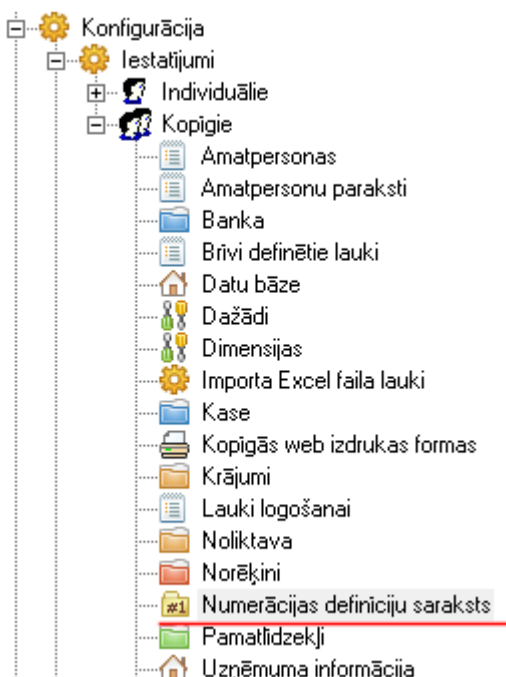 Konfigurācija
Iestatījumi
Individuālie
Kopīgie
Amatpersonas
Amatpersonu paraksti
Banka
Brīvi definētie lauki
Datu bāze
Dažādi
Dimensijas
Importa Excel faila lauki
Kase
Kopīgās web izdrukas formas
Krājumi
Lauki logošanai
Noliktava
Norēķini
#1 Numerācijas definīciju saraksts
Pamatlīdzekļi
Uzņēmuma informācija